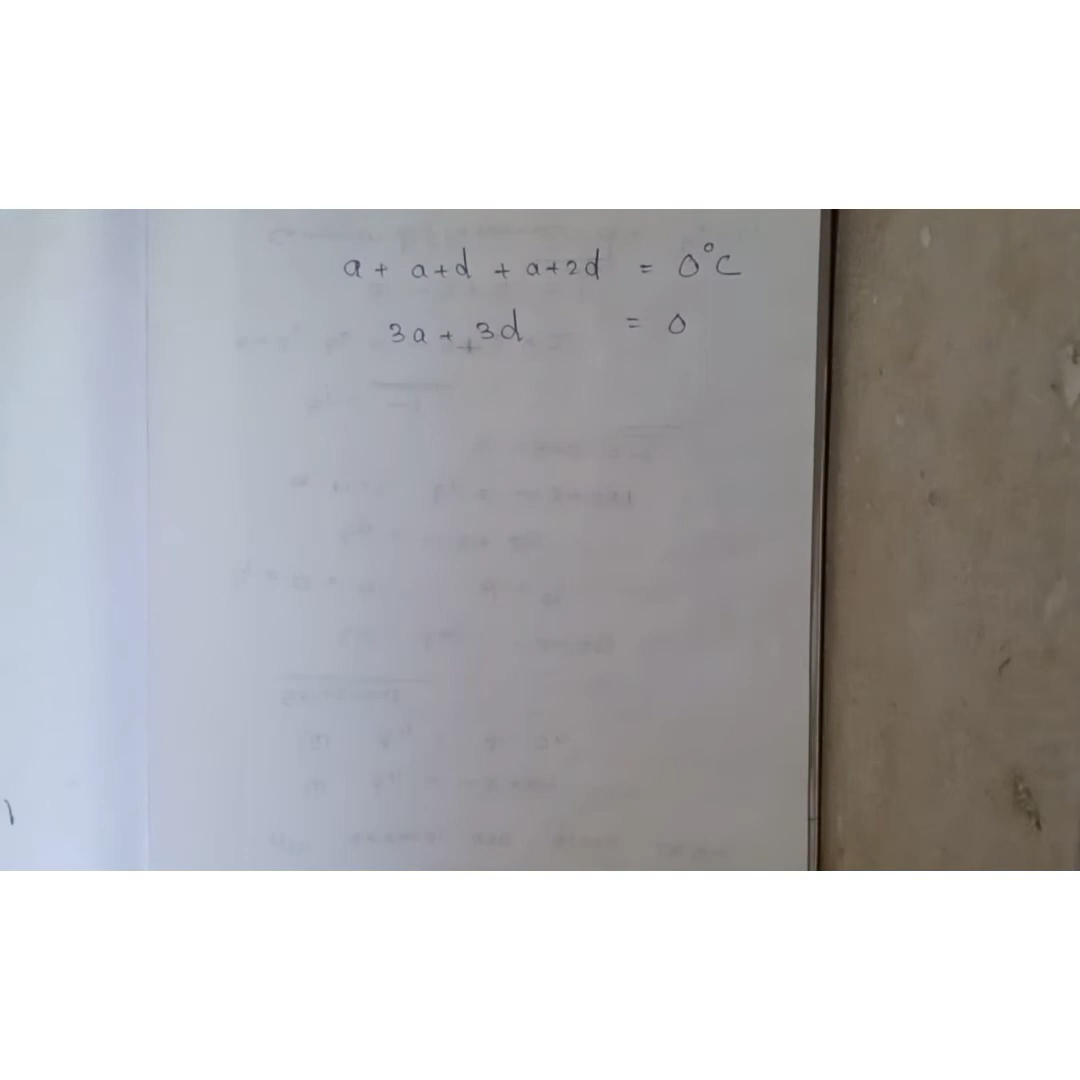 a + a+d + a+2d = 0°C
3a + 3d = 0